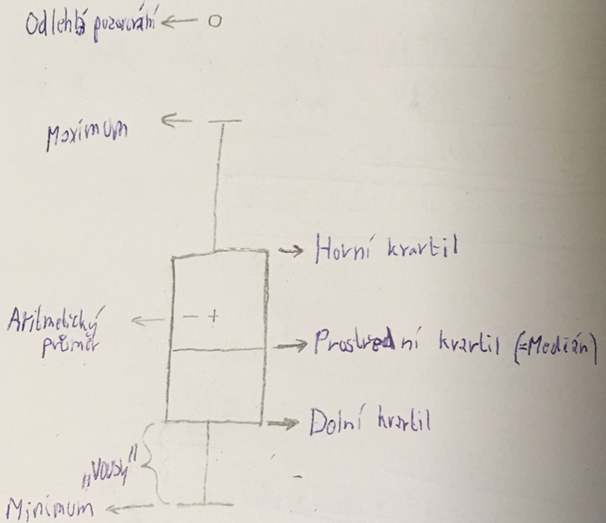 Odlehlá pozorování
Maximum
Horní kvartil
Aritmetický
průměr
Prostřední kvartil (=Medián)
Dolní kvartil
„Vousy"
Minimum